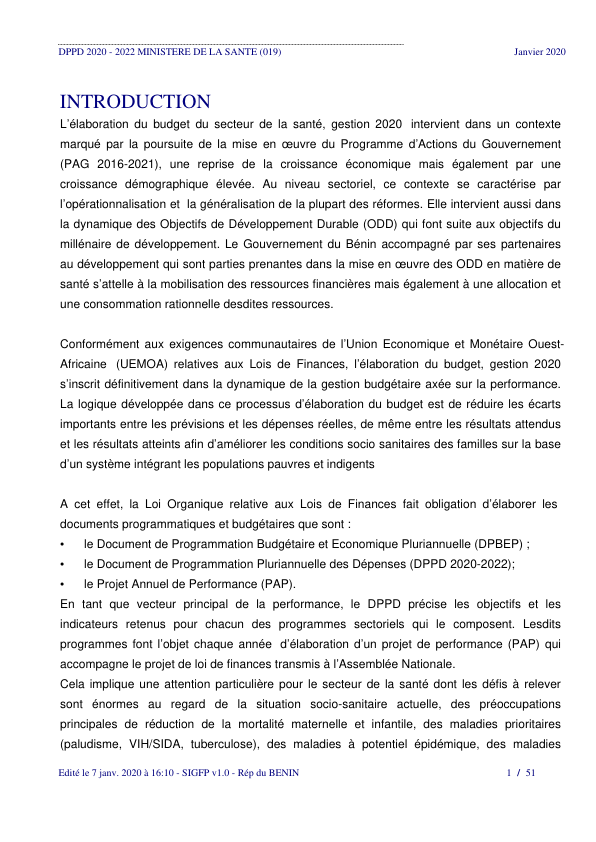 DPPD 2020 - 2022 MINISTERE DE LA SANTE (019) Janvier 2020
INTRODUCTION
L'élaboration du budget du secteur de la santé, gestion 2020 intervient dans un contexte
marqué par la poursuite de la mise en œuvre du Programme d'Actions du Gouvernement
(PAG 2016-2021), une reprise de la croissance économique mais également par une
croissance démographique élevée. Au niveau sectoriel, ce contexte se caractérise par
l'opérationnalisation et la généralisation de la plupart des réformes. Elle intervient aussi dans
la dynamique des Objectifs de Développement Durable (ODD) qui font suite aux objectifs du
millénaire de développement. Le Gouvernement du Bénin accompagné par ses partenaires
au développement qui sont parties prenantes dans la mise en œuvre des ODD en matière de
santé s'attelle à la mobilisation des ressources financières mais également à une allocation et
une consommation rationnelle desdites ressources.
Conformément aux exigences communautaires de l'Union Economique et Monétaire Ouest-
Africaine (UEMOA) relatives aux Lois de Finances, l'élaboration du budget, gestion 2020
s'inscrit définitivement dans la dynamique de la gestion budgétaire axée sur la performance.
La logique développée dans ce processus d'élaboration du budget est de réduire les écarts
importants entre les prévisions et les dépenses réelles, de même entre les résultats attendus
et les résultats atteints afin d'améliorer les conditions socio sanitaires des familles sur la base
d'un système intégrant les populations pauvres et indigents
A cet effet, la Loi Organique relative aux Lois de Finances fait obligation d'élaborer les
documents programmatiques et budgétaires que sont :
• le Document de Programmation Budgétaire et Economique Pluriannuelle (DPBEP) ;
• le Document de Programmation Pluriannuelle des Dépenses (DPPD 2020-2022);
• le Projet Annuel de Performance (PAP).
En tant que vecteur principal de la performance, le DPPD précise les objectifs et les
indicateurs retenus pour chacun des programmes sectoriels qui le composent. Lesdits
programmes font l'objet chaque année d'élaboration d'un projet de performance (PAP) qui
accompagne le projet de loi de finances transmis à l'Assemblée Nationale.
Cela implique une attention particulière pour le secteur de la santé dont les défis à relever
sont énormes au regard de la situation socio-sanitaire actuelle, des préoccupations
principales de réduction de la mortalité maternelle et infantile, des maladies prioritaires
(paludisme, VIH/SIDA, tuberculose), des maladies à potentiel épidémique, des maladies
Edité le 7 janv. 2020 à 16:10 - SIGFP v1.0 - Rép du BENIN 1 / 51